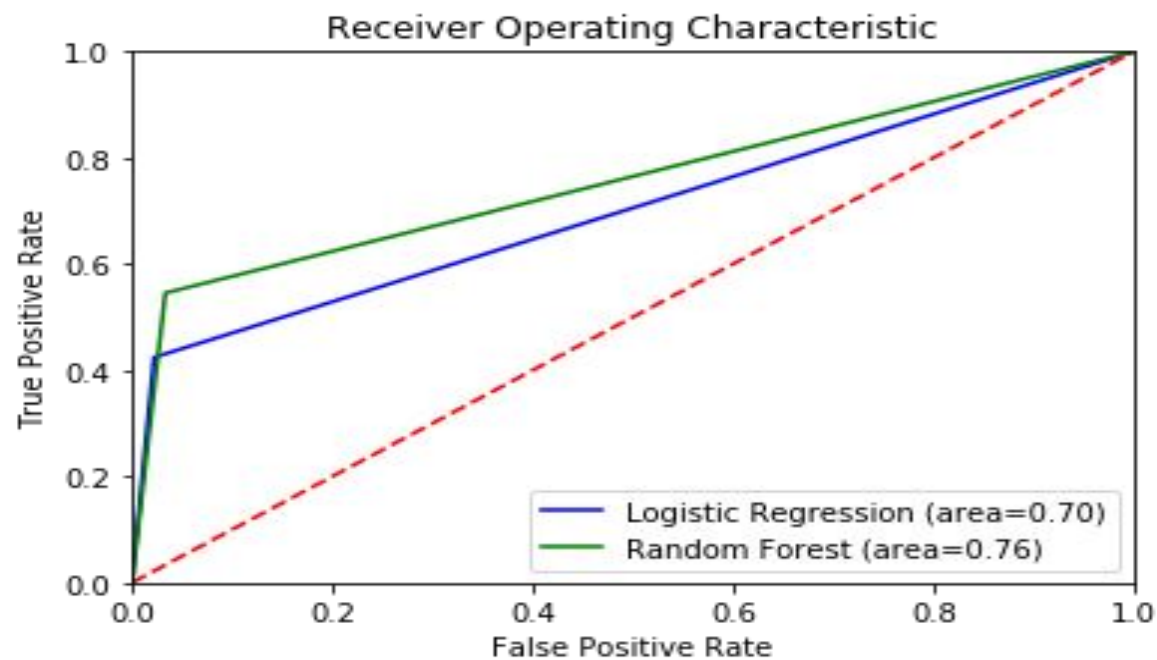 Receiver Operating Characteristic
1.0
0.8
0.6
0.4
0.2
0.0
True Positive Rate
Logistic Regression (area=0.70)
Random Forest (area=0.76)
0.0 0.2 0.4 0.6 0.8 1.0
False Positive Rate